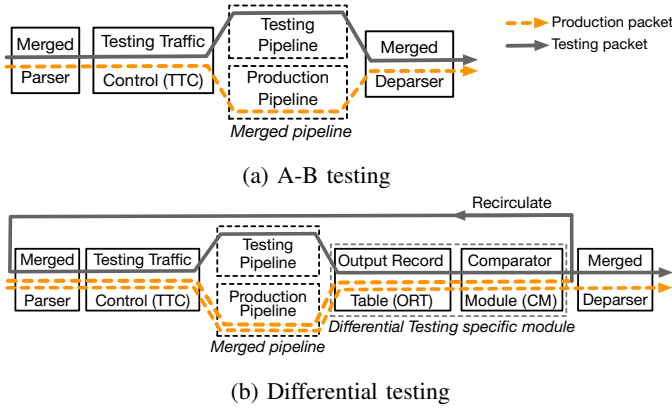 Production packet
Testing packet
Merged
Parser
Testing Traffic
Control (TTC)
Testing
Pipeline
Production
Pipeline
Merged pipeline
Merged
Deparser
(a) A-B testing
Recirculate
Merged
Parser
Testing Traffic
Control (TTC)
Testing
Pipeline
Production
Pipeline
Merged pipeline
Output Record
Table (ORT)
Comparator
Module (CM)
Differential Testing specific module
Merged
Deparser
(b) Differential testing